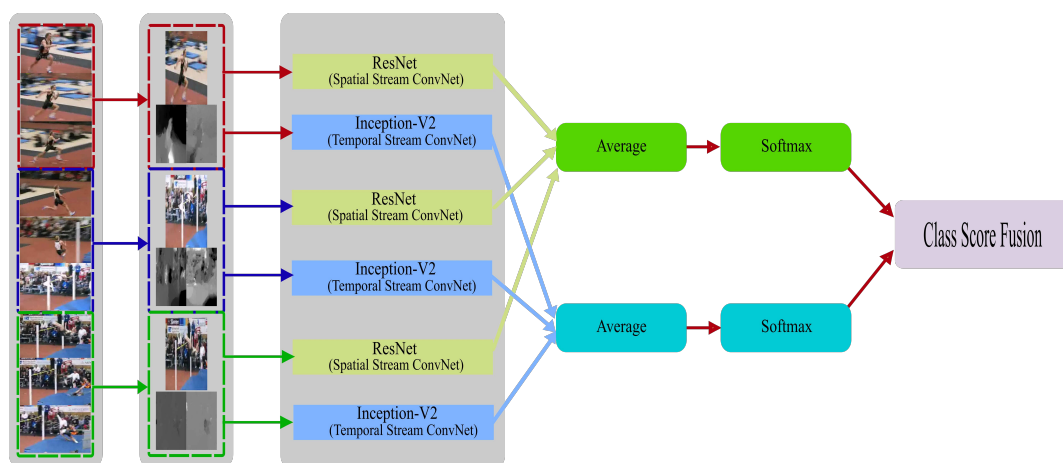 ResNet
(Spatial Stream ConvNet)
Inception-V2
(Temporal Stream ConvNet)
ResNet
(Spatial Stream ConvNet)
Inception-V2
(Temporal Stream ConvNet)
ResNet
(Spatial Stream ConvNet)
Inception-V2
(Temporal Stream ConvNet)
Average
Softmax
Average
Softmax
Class Score Fusion